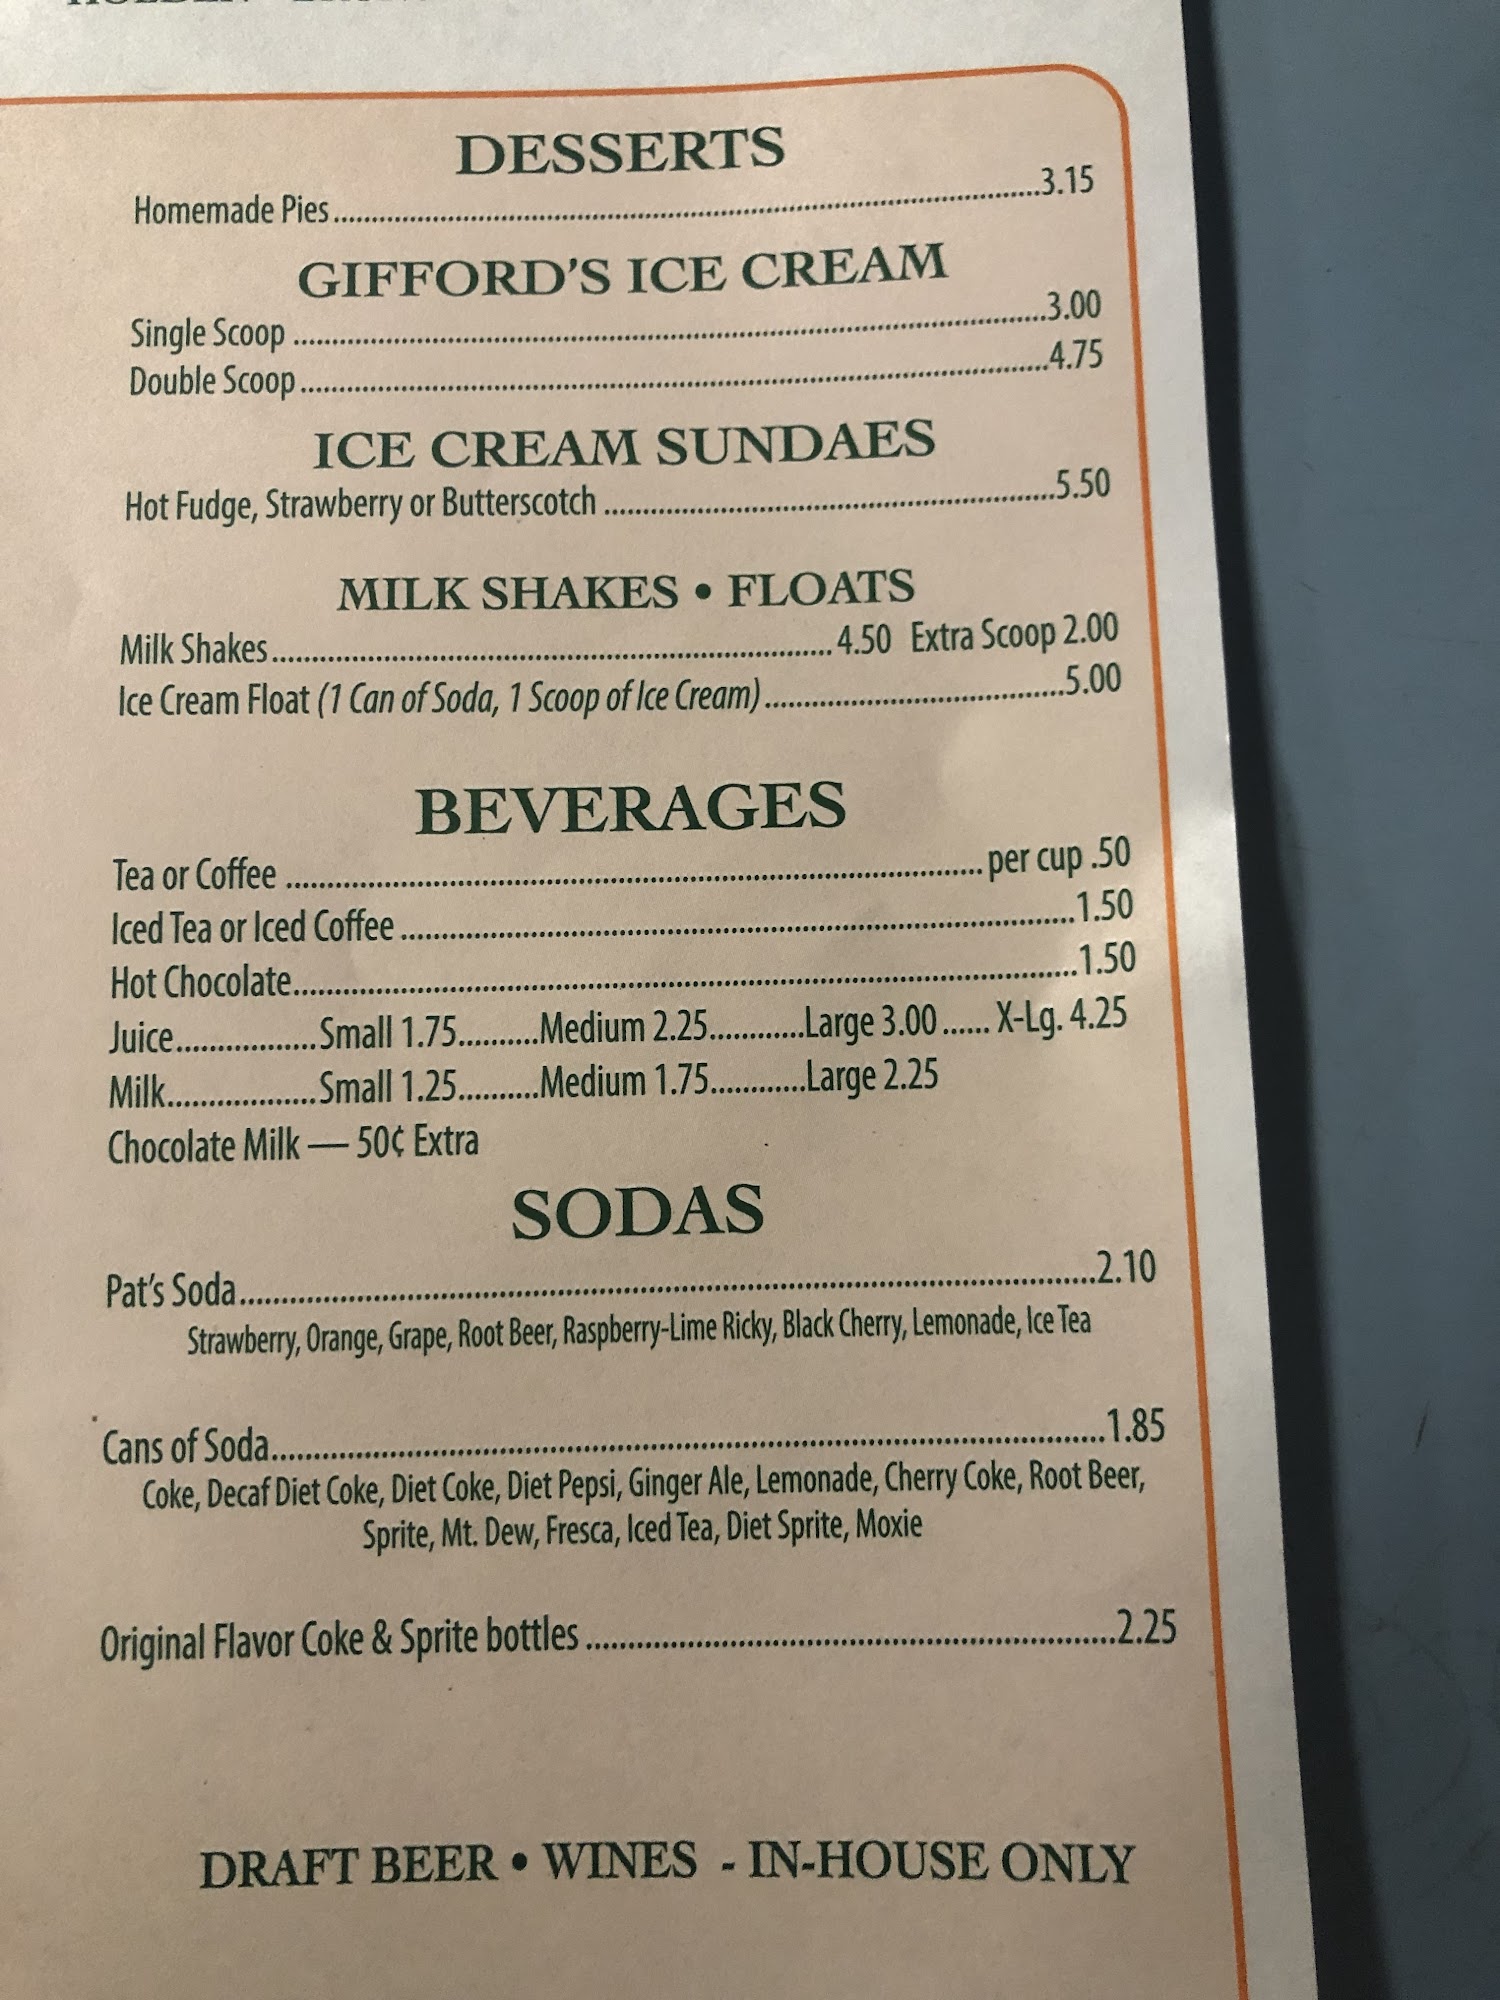 DESSERTS
Homemade Pies 3.15
GIFFORD'S ICE CREAM
Single Scoop 3.00
Double Scoop 4.75
ICE CREAM SUNDAES
Hot Fudge, Strawberry or Butterscotch 5.50
MILK SHAKES • FLOATS
Milk Shakes 4.50 Extra Scoop 2.00
Ice Cream Float (1 Can of Soda, 1 Scoop of Ice Cream) 5.00
BEVERAGES
Tea or Coffee per cup .50
Iced Tea or Iced Coffee 1.50
Hot Chocolate 1.50
Juice Small 1.75 Medium 2.25 Large 3.00 X-Lg. 4.25
Milk Small 1.25 Medium 1.75 Large 2.25
Chocolate Milk — 50¢ Extra
SODAS
Pat's Soda 2.10
Strawberry, Orange, Grape, Root Beer, Raspberry-Lime Ricky, Black Cherry, Lemonade, Ice Tea
Cans of Soda 1.85
Coke, Decaf Diet Coke, Diet Coke, Diet Pepsi, Ginger Ale, Lemonade, Cherry Coke, Root Beer,
Sprite, Mt. Dew, Fresca, Iced Tea, Diet Sprite, Moxie
Original Flavor Coke & Sprite bottles 2.25
DRAFT BEER • WINES - IN-HOUSE ONLY